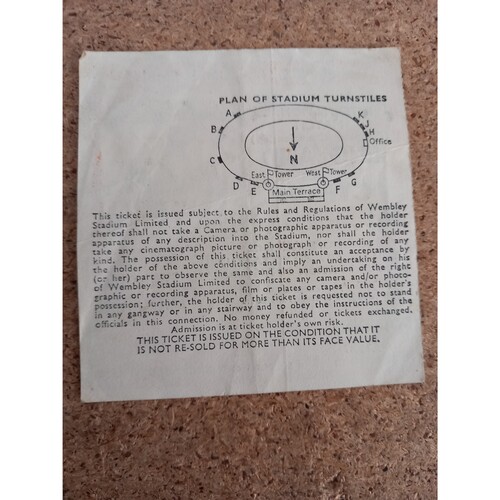 PLAN OF STADIUM TURNSTILES
A
K
J
B
H
Office
N
C
East Tower
West Tower
D
E
Main Terrace
F
G
This ticket is issued subject to the Rules and Regulations of Wembley
Stadium Limited and upon the express conditions that the holder
thereof shall not take a Camera or photographic apparatus or recording
apparatus of any description into the Stadium, nor shall the holder
take any cinematograph picture or photograph or recording of any
kind. The possession of this ticket shall constitute an acceptance by
the holder of the above conditions and imply an undertaking on his
(or her) part to observe the same and also an admission of the right
of Wembley Stadium Limited to confiscate any camera and/or photo-
graphic or recording apparatus, film or plates or tapes in the holder's
possession; further, the holder of this ticket is requested not to stand
in any gangway or in any stairway and to obey the instructions of the
officials in this connection. No money refunded or tickets exchanged.
Admission is at ticket holder's own risk.
THIS TICKET IS ISSUED ON THE CONDITION THAT IT
IS NOT RE-SOLD FOR MORE THAN ITS FACE VALUE.